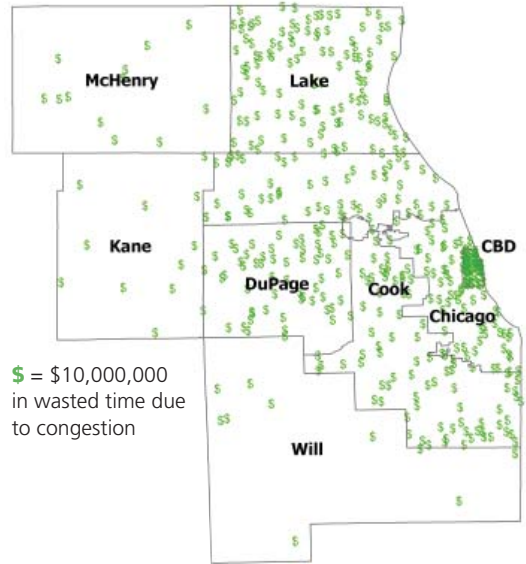 McHenry
Lake
Kane
DuPage
Cook
CBD
Chicago
$ = $10,000,000
in wasted time due
to congestion
Will